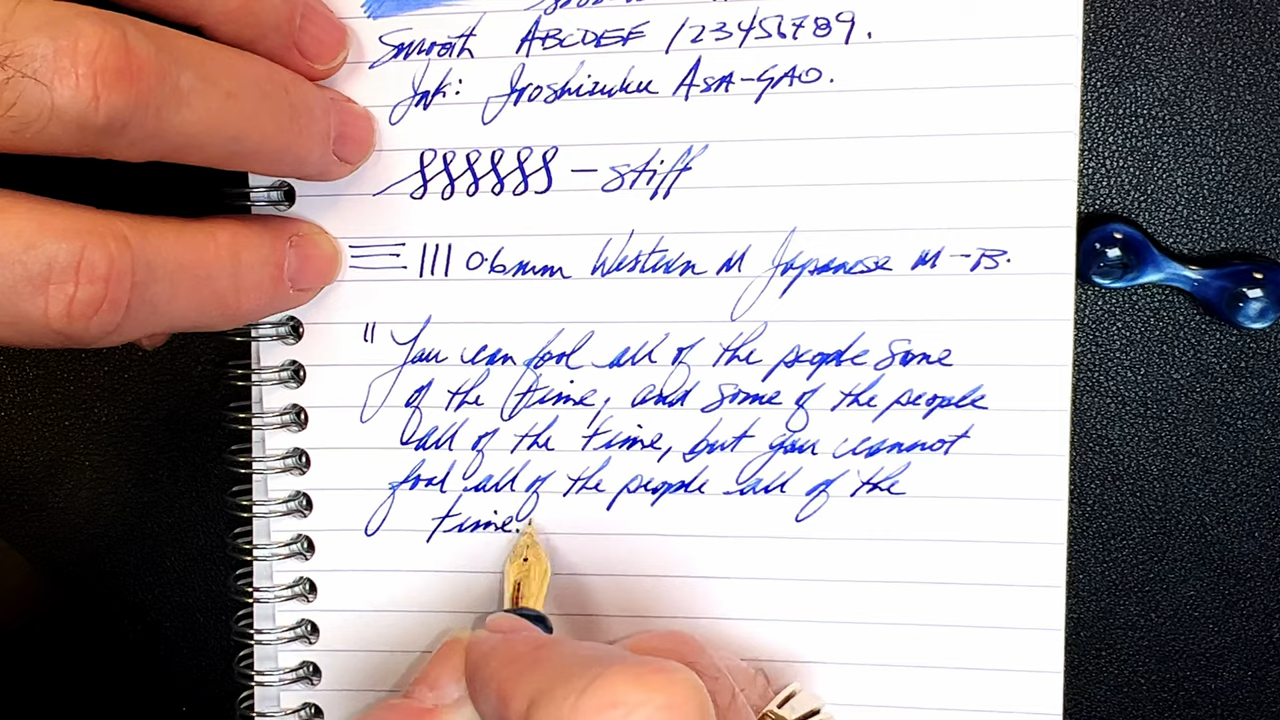 Smooth ABCDEF 123456789.
Ink: Iroshizuku ASA-GAO.
— stiff
0.6mm Western M Japanese M-B.
"You can fool all of the people some
of the time, and some of the people
all of the time, but you cannot
fool all of the people all of the
time.